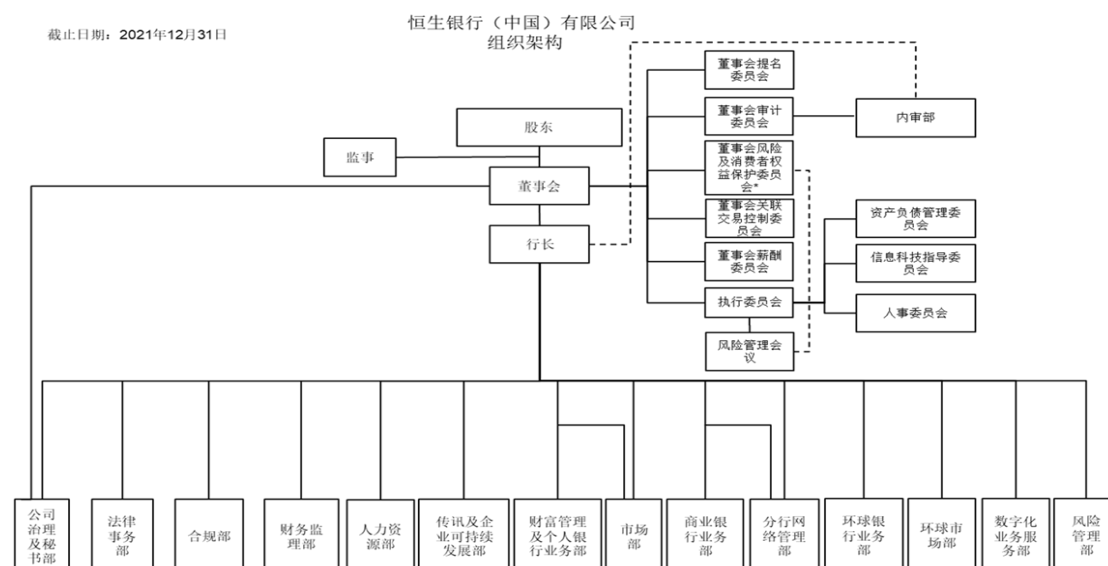 恒生银行（中国）有限公司
组织架构
截止日期：2021年12月31日
董事会提名
委员会
董事会审计
委员会
内审部
股东
监事
董事会风险
及消费者权
益保护委员
会*
董事会
董事会关联
交易控制委
员会
资产负债管理委
员会
行长
董事会薪酬
委员会
信息科技指导委
员会
执行委员会
人事委员会
风险管理会
议
公司
治理
及秘
书部
法律
事务
部
合规部
财务监
理部
人力资
源部
传讯及企
业可持续
发展部
财富管理
及个人银
行业务部
市场
部
商业银
行业务部
分行网
络管理
部
环球银
行业务
部
环球市
场部
数字化
业务服
务部
风险
管理
部